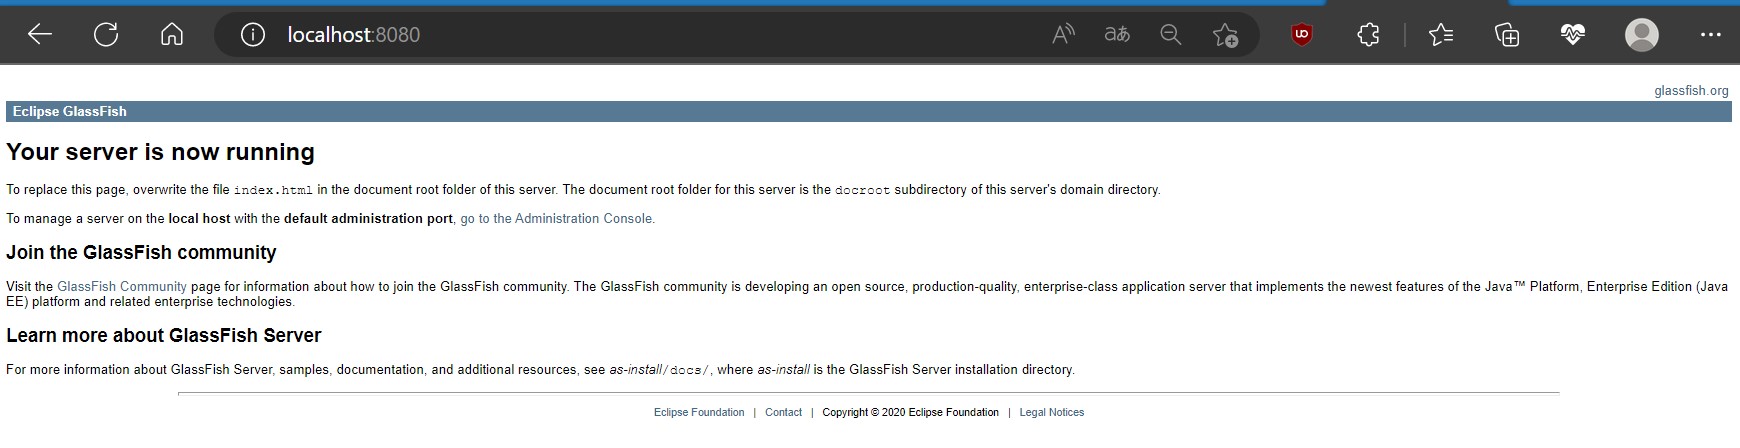 localhost:8080
glassfish.org
Eclipse GlassFish
Your server is now running
To replace this page, overwrite the file index.html in the document root folder of this server. The document root folder for this server is the docroot subdirectory of this server's domain directory.
To manage a server on the local host with the default administration port, go to the Administration Console.
Join the GlassFish community
Visit the GlassFish Community page for information about how to join the GlassFish community. The GlassFish community is developing an open source, production-quality, enterprise-class application server that implements the newest features of the Java™ Platform, Enterprise Edition (Java
EE) platform and related enterprise technologies.
Learn more about GlassFish Server
For more information about GlassFish Server, samples, documentation, and additional resources, see as-install/docs/, where as-install is the GlassFish Server installation directory.
Eclipse Foundation | Contact | Copyright © 2020 Eclipse Foundation | Legal Notices